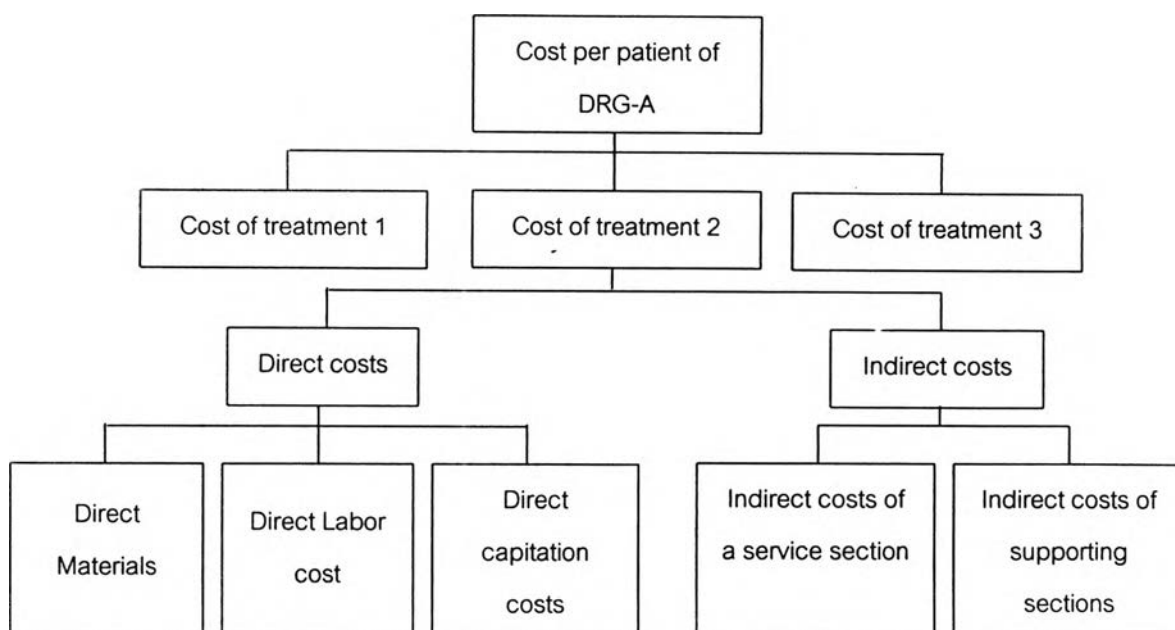 Cost per patient of
DRG-A
Cost of treatment 1
Cost of treatment 2
Cost of treatment 3
Direct costs
Indirect costs
Direct
Materials
Direct Labor
cost
Direct
capitation
costs
Indirect costs of
a service section
Indirect costs of
supporting
sections